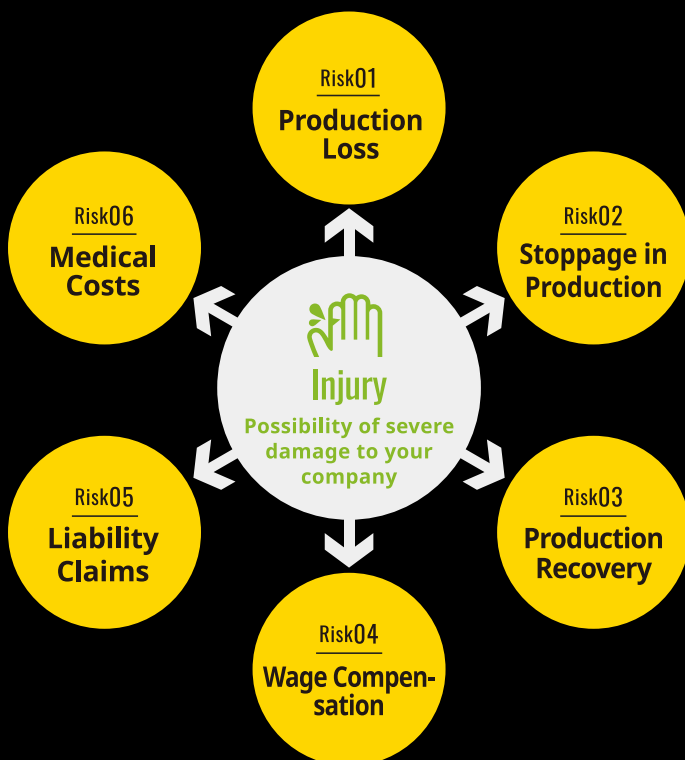 Risk01
Production
Loss
Risk02
Stoppage in
Production
Risk03
Production
Recovery
Risk04
Wage Compen-
sation
Risk05
Liability
Claims
Risk06
Medical
Costs
Injury
Possibility of severe
damage to your
company